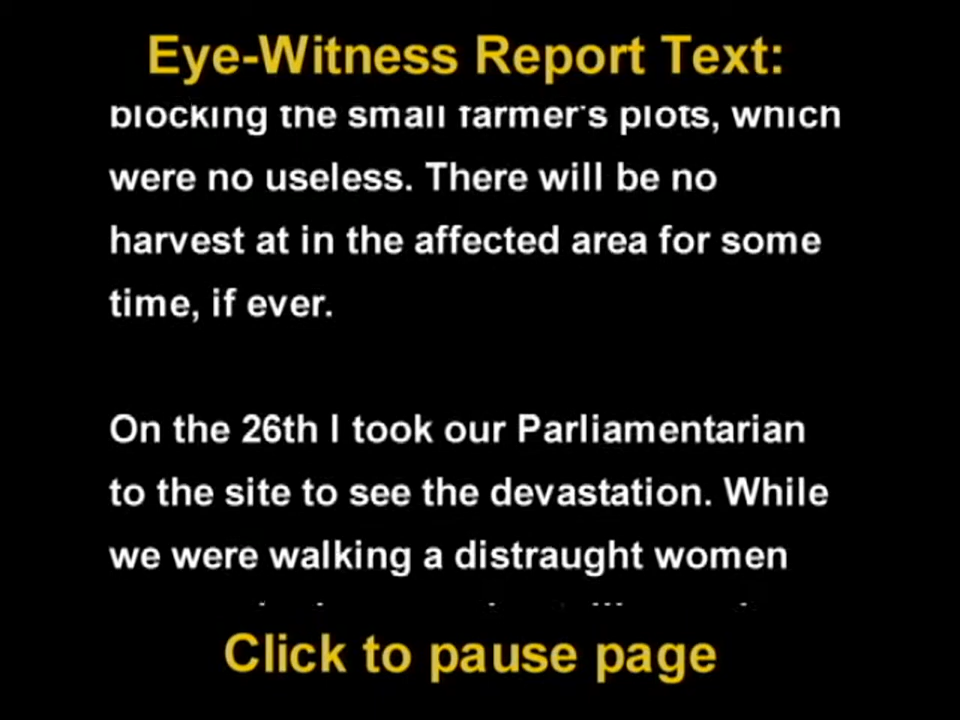 Eye-Witness Report Text:
blocking the small farmer's plots, which
were no useless. There will be no
harvest at in the affected area for some
time, if ever.
On the 26th I took our Parliamentarian
to the site to see the devastation. While
we were walking a distraught women
Click to pause page